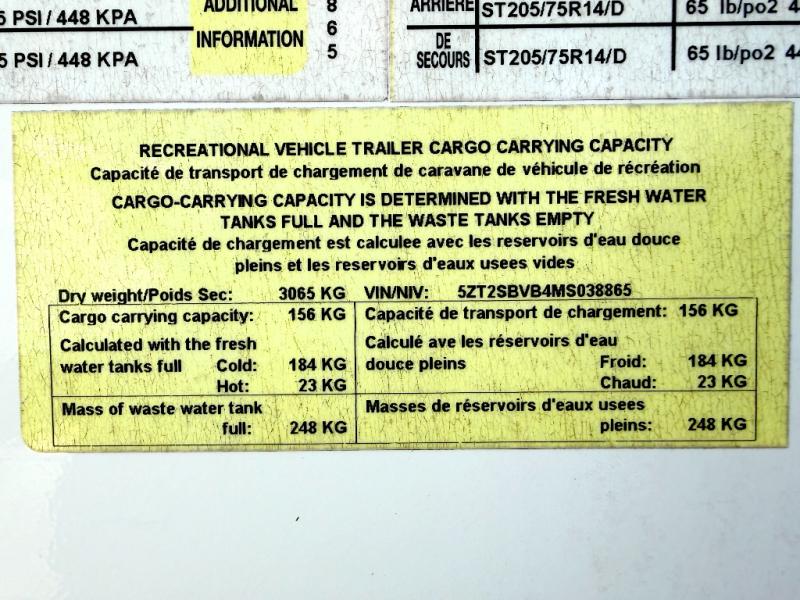 5 PSI / 448 KPA
ADDITIONAL
INFORMATION
8
6
5
5 PSI / 448 KPA
ARRIÈRE ST205/75R14/D 65 lb/po2 44
DE SECOURS ST205/75R14/D 65 lb/po2 44
RECREATIONAL VEHICLE TRAILER CARGO CARRYING CAPACITY
Capacité de transport de chargement de caravane de véhicule de récréation
CARGO-CARRYING CAPACITY IS DETERMINED WITH THE FRESH WATER
TANKS FULL AND THE WASTE TANKS EMPTY
Capacité de chargement est calculee avec les reservoirs d'eau douce
pleins et les reservoirs d'eaux usees vides
Dry weight/Poids Sec: 3065 KG VIN/NIV: 5ZT2SBVB4MS038865
Cargo carrying capacity: 156 KG Capacité de transport de chargement: 156 KG
Calculated with the fresh Calculé ave les réservoirs d'eau
water tanks full Cold: 184 KG douce pleins Froid: 184 KG
Hot: 23 KG Chaud: 23 KG
Mass of waste water tank Masses de réservoirs d'eaux usees
full: 248 KG pleins: 248 KG